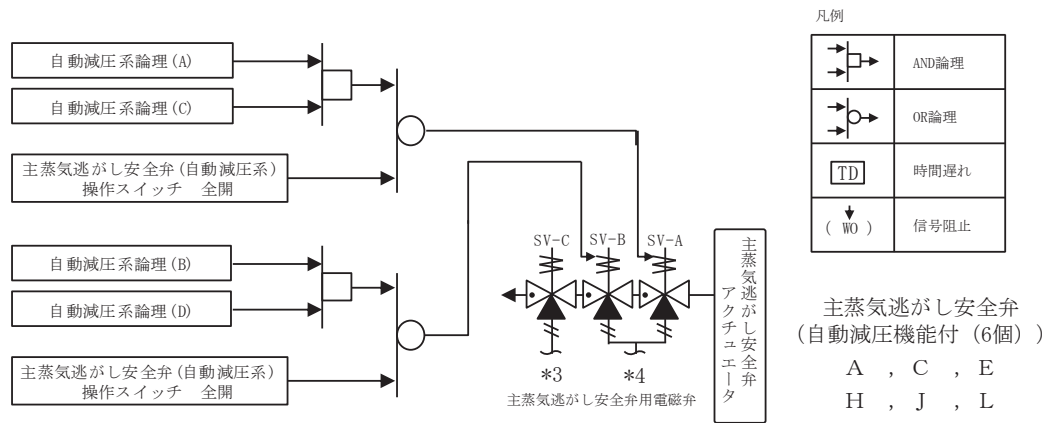 自動減圧系論理(A)
自動減圧系論理(C)
主蒸気逃がし安全弁(自動減圧系)
操作スイッチ 全開
自動減圧系論理(B)
自動減圧系論理(D)
主蒸気逃がし安全弁(自動減圧系)
操作スイッチ 全開
SV-C SV-B SV-A
*3 *4
主蒸気逃がし安全弁用電磁弁
主蒸気逃がし安全弁
アクチュエータ
凡例
AND論理
OR論理
TD 時間遅れ
( WO ) 信号阻止
主蒸気逃がし安全弁
(自動減圧機能付(6個))
A , C , E
H , J , L